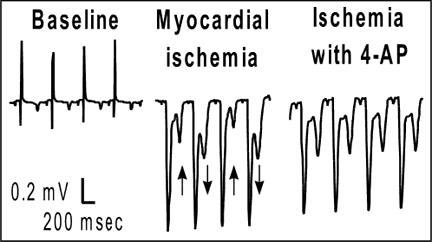 Baseline
Myocardial
ischemia
Ischemia
with 4-AP
0.2 mV
200 msec